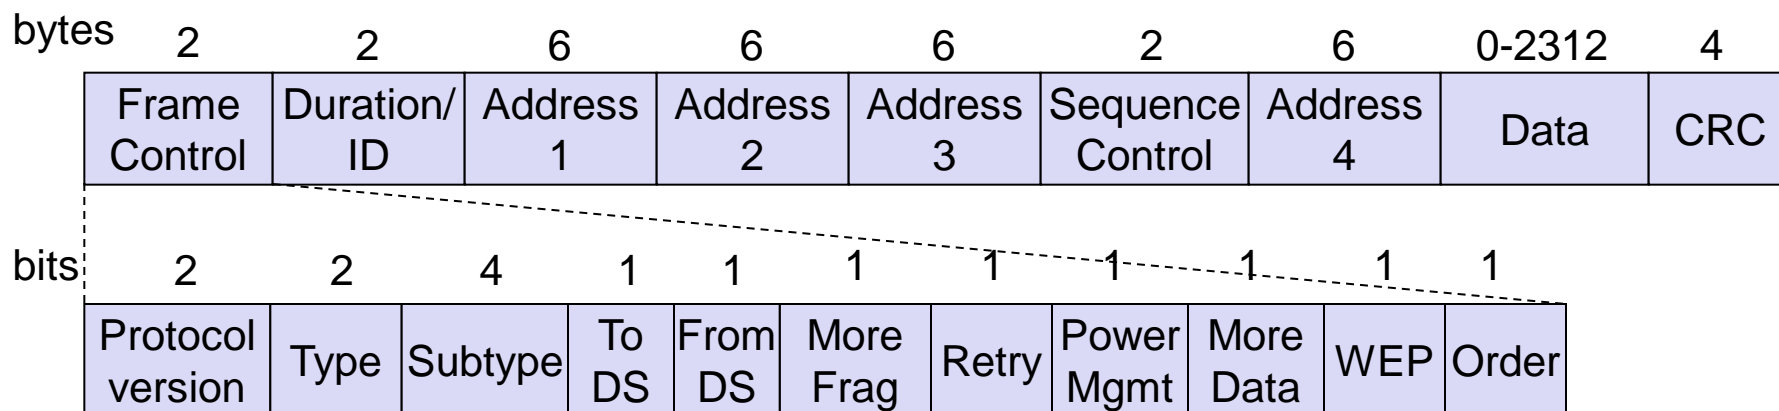 bytes 2 2 6 6 6 2 6 0-2312 4
Frame Control Duration/ ID Address 1 Address 2 Address 3 Sequence Control Address 4 Data CRC
bits 2 2 4 1 1 1 1 1 1 1 1
Protocol version Type Subtype To DS From DS More Frag Retry Power Mgmt More Data WEP Order